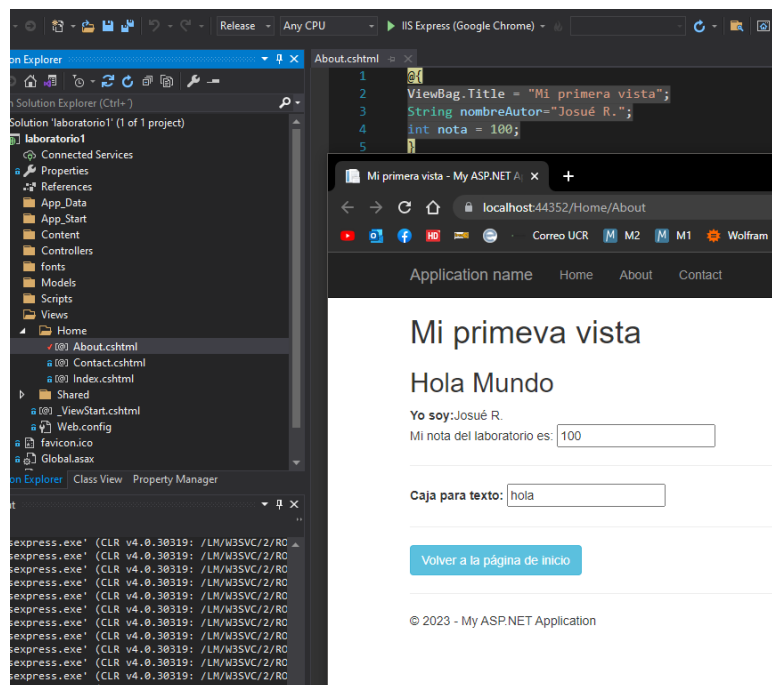 Release Any CPU IIS Express (Google Chrome)
on Explorer
Solution Explorer (Ctrl+¨)
Solution 'laboratorio1' (1 of 1 project)
laboratorio1
Connected Services
Properties
References
App_Data
App_Start
Content
Controllers
fonts
Models
Scripts
Views
Home
About.cshtml
Contact.cshtml
Index.cshtml
Shared
_ViewStart.cshtml
Web.config
favicon.ico
Global.asax
on Explorer Class View Property Manager
t
sexpress.exe' (CLR v4.0.30319: /LM/W3SVC/2/RO
sexpress.exe' (CLR v4.0.30319: /LM/W3SVC/2/RO
sexpress.exe' (CLR v4.0.30319: /LM/W3SVC/2/RO
sexpress.exe' (CLR v4.0.30319: /LM/W3SVC/2/RO
sexpress.exe' (CLR v4.0.30319: /LM/W3SVC/2/RO
sexpress.exe' (CLR v4.0.30319: /LM/W3SVC/2/RO
sexpress.exe' (CLR v4.0.30319: /LM/W3SVC/2/RO
sexpress.exe' (CLR v4.0.30319: /LM/W3SVC/2/RO
sexpress.exe' (CLR v4.0.30319: /LM/W3SVC/2/RO
sexpress.exe' (CLR v4.0.30319: /LM/W3SVC/2/RO
sexpress.exe' (CLR v4.0.30319: /LM/W3SVC/2/RO
About.cshtml
1 @{
2 ViewBag.Title = "Mi primera vista";
3 String nombreAutor="Josué R.";
4 int nota = 100;
5 }
Mi primera vista - My ASP.NET A
localhost:44352/Home/About
HD Correo UCR M M2 M M1 Wolfram
Application name Home About Contact
Mi primeva vista
Hola Mundo
Yo soy:Josué R.
Mi nota del laboratorio es: 100
Caja para texto: hola
Volver a la página de inicio
© 2023 - My ASP.NET Application